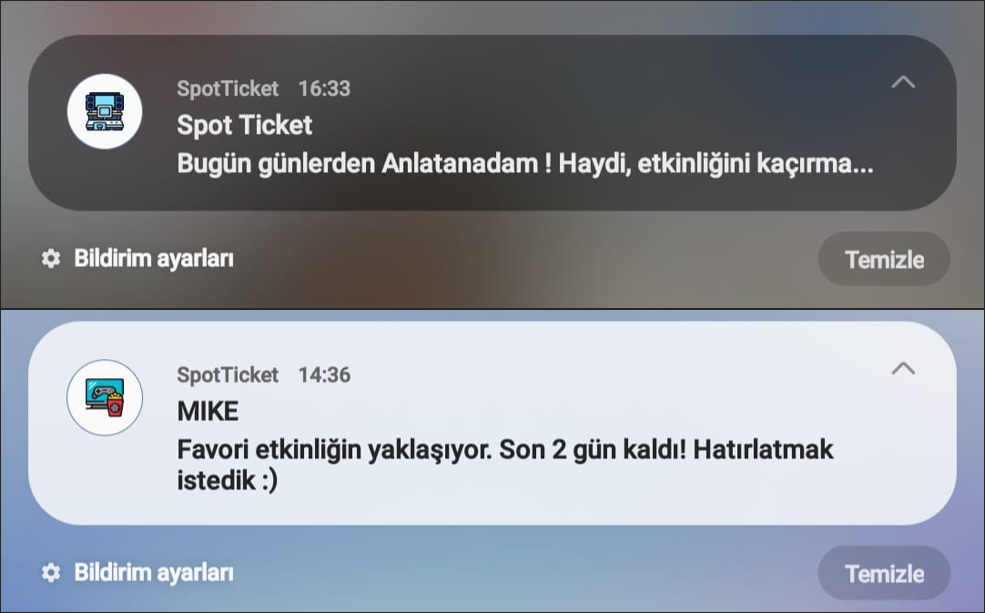 SpotTicket 16:33
Spot Ticket
Bugün günlerden Anlatanadam ! Haydi, etkinliğini kaçırma...
Bildirim ayarları
Temizle
SpotTicket 14:36
MIKE
Favori etkinliğin yaklaşıyor. Son 2 gün kaldı! Hatırlatmak
istedik :)
Bildirim ayarları
Temizle